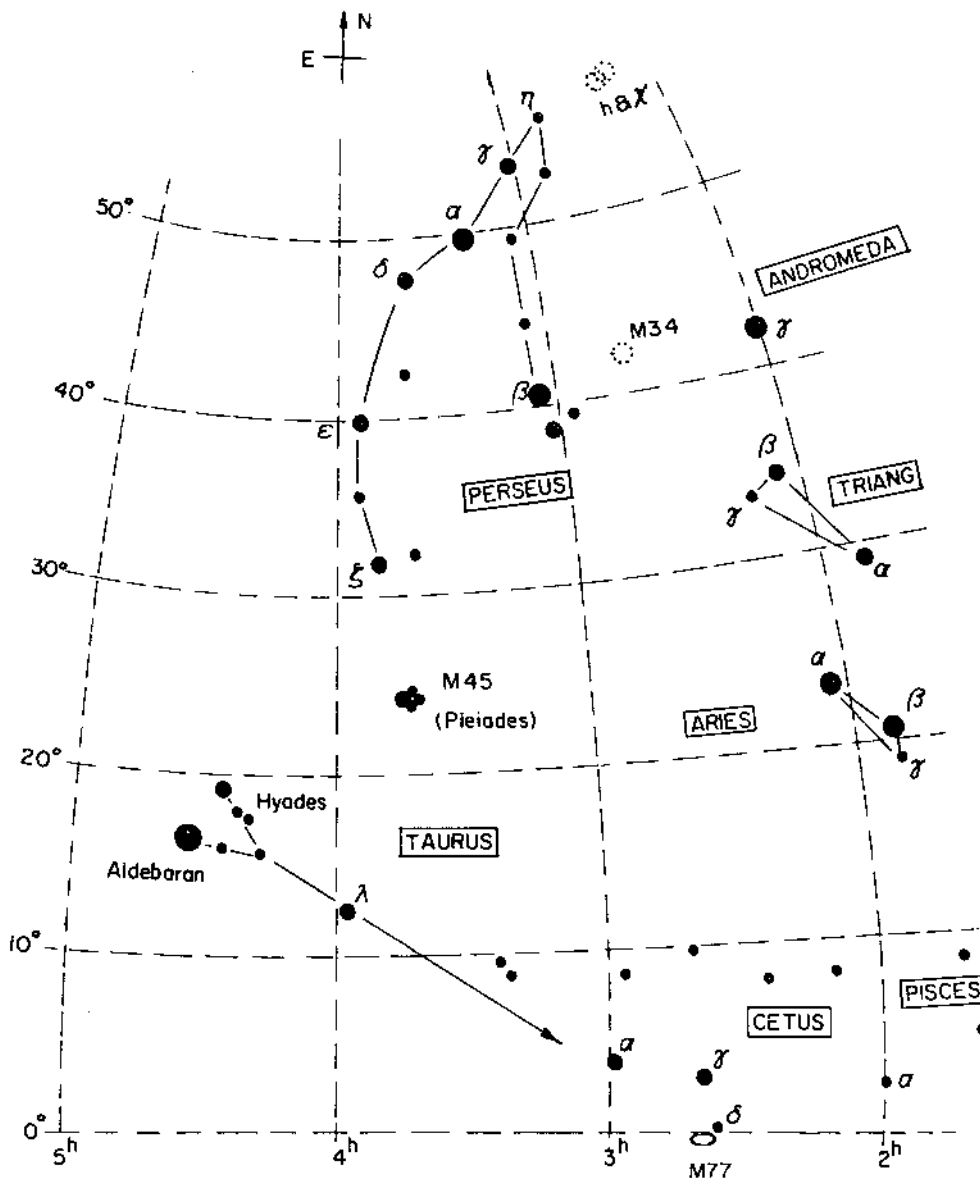 N
E
η
h&χ
γ
50°
α
ANDROMEDA
δ
M34
γ
40°
β
ε
β
PERSEUS
TRIANG
γ
ξ
30°
α
α
M45
β
(Pleiades)
ARIES
γ
20°
Hyades
TAURUS
Aldebaran
λ
10°
PISCES
CETUS
α
γ
α
0°
δ
5h
4h
3h
2h
M77